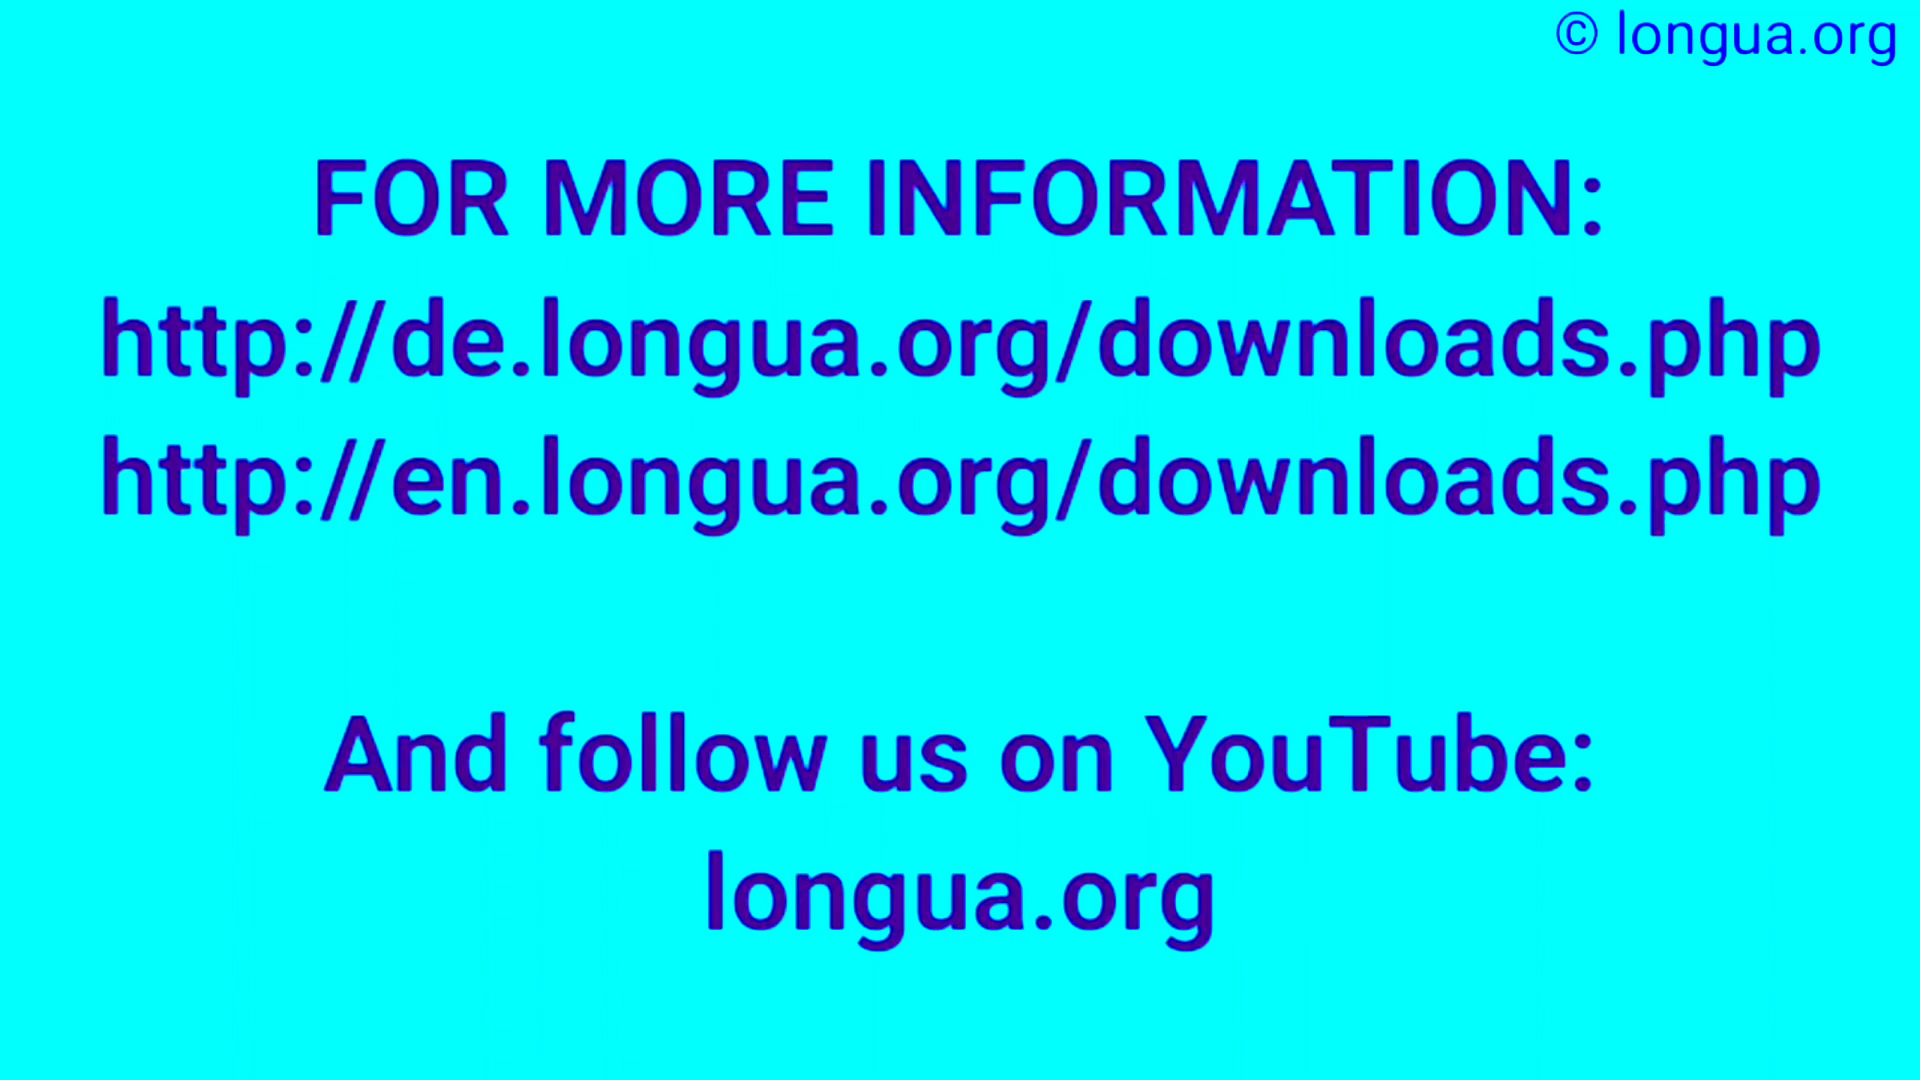 © longua.org
FOR MORE INFORMATION:
http://de.longua.org/downloads.php
http://en.longua.org/downloads.php
And follow us on YouTube:
longua.org